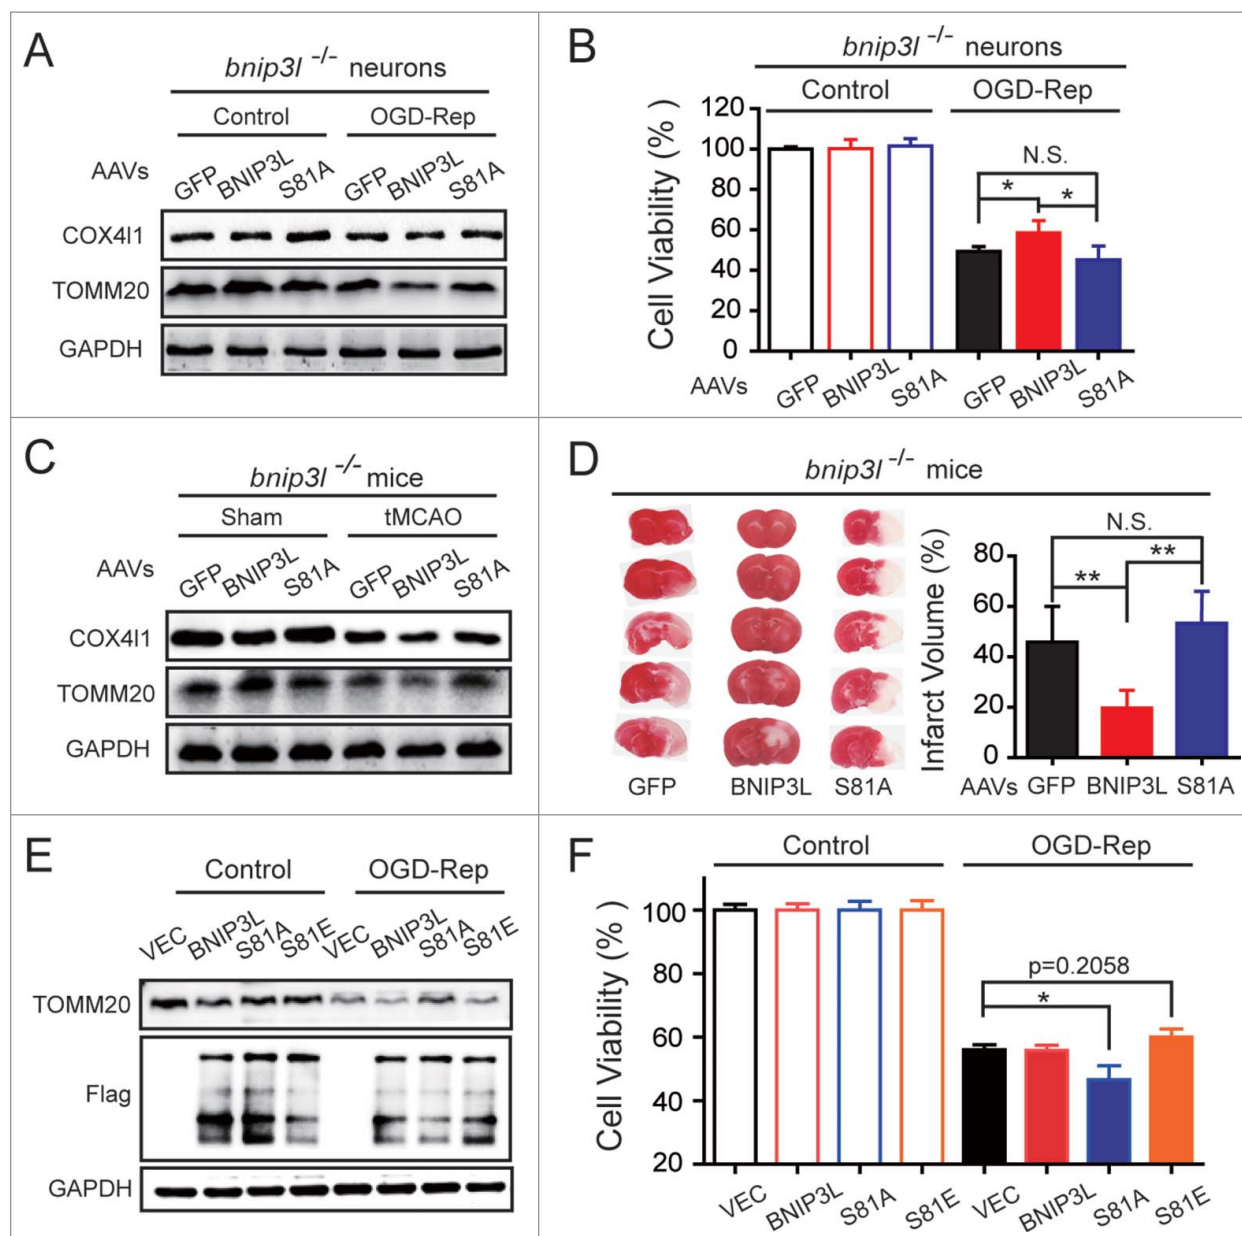 A
bnip3l -/- neurons
Control OGD-Rep
AAVs GFP BNIP3L S81A GFP BNIP3L S81A
COX4I1
TOMM20
GAPDH
B
bnip3l -/- neurons
Control OGD-Rep
Cell Viability (%)
120
100
80
60
40
20
0
N.S.
* *
AAVs GFP BNIP3L S81A GFP BNIP3L S81A
C
bnip3l -/- mice
Sham tMCAO
AAVs GFP BNIP3L S81A GFP BNIP3L S81A
COX4I1
TOMM20
GAPDH
D
bnip3l -/- mice
GFP BNIP3L S81A
Infarct Volume (%)
80
60
40
20
0
N.S.
** **
AAVs GFP BNIP3L S81A
E
Control OGD-Rep
VEC BNIP3L S81A S81E VEC BNIP3L S81A S81E
TOMM20
Flag
GAPDH
F
Control OGD-Rep
Cell Viability (%)
100
80
60
40
20
p=0.2058
*
VEC BNIP3L S81A S81E VEC BNIP3L S81A S81E